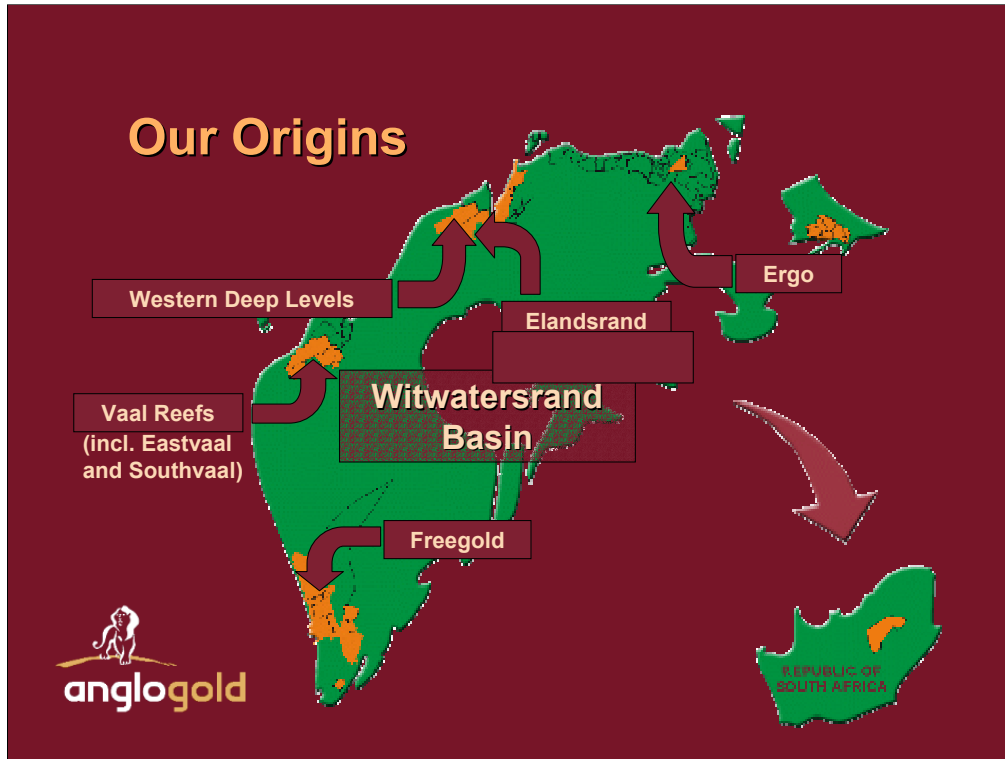 Our Origins
Ergo
Western Deep Levels
Elandsrand
Witwatersrand
Basin
Vaal Reefs
(incl. Eastvaal
and Southvaal)
Freegold
anglogold
REPUBLIC OF
SOUTH AFRICA